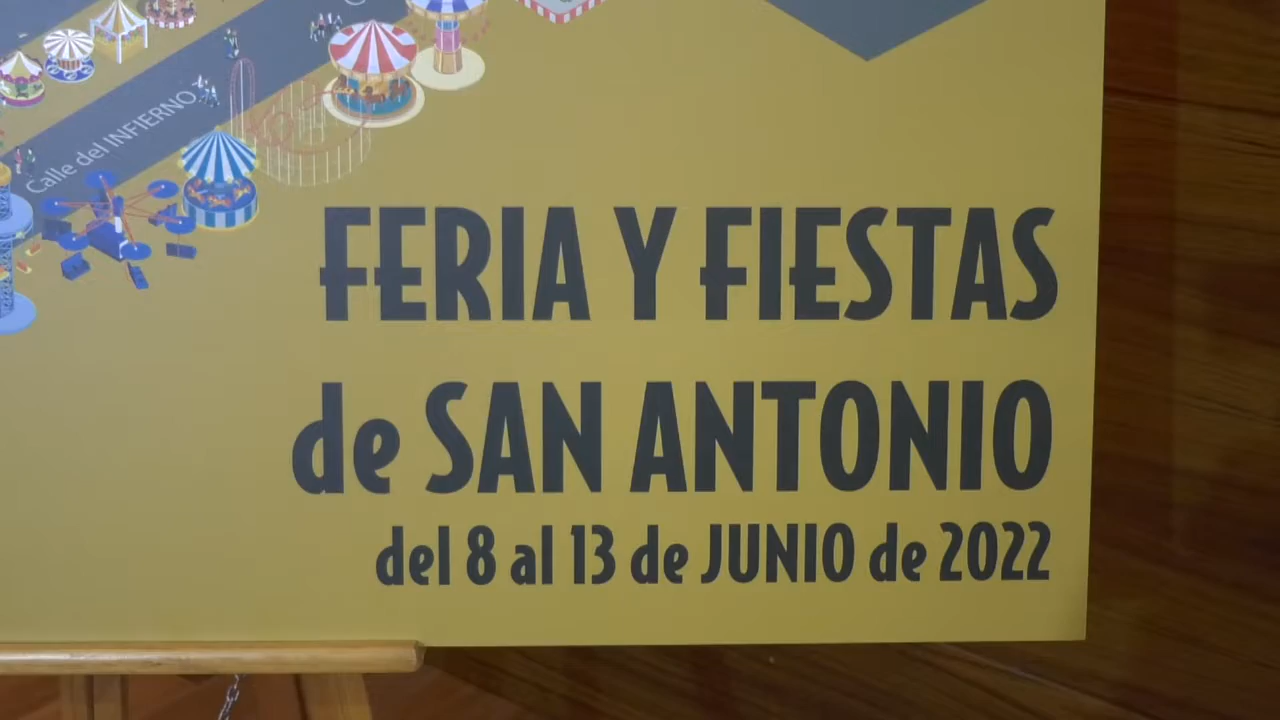 Calle del INFIERNO
FERIA Y FIESTAS
de SAN ANTONIO
del 8 al 13 de JUNIO de 2022